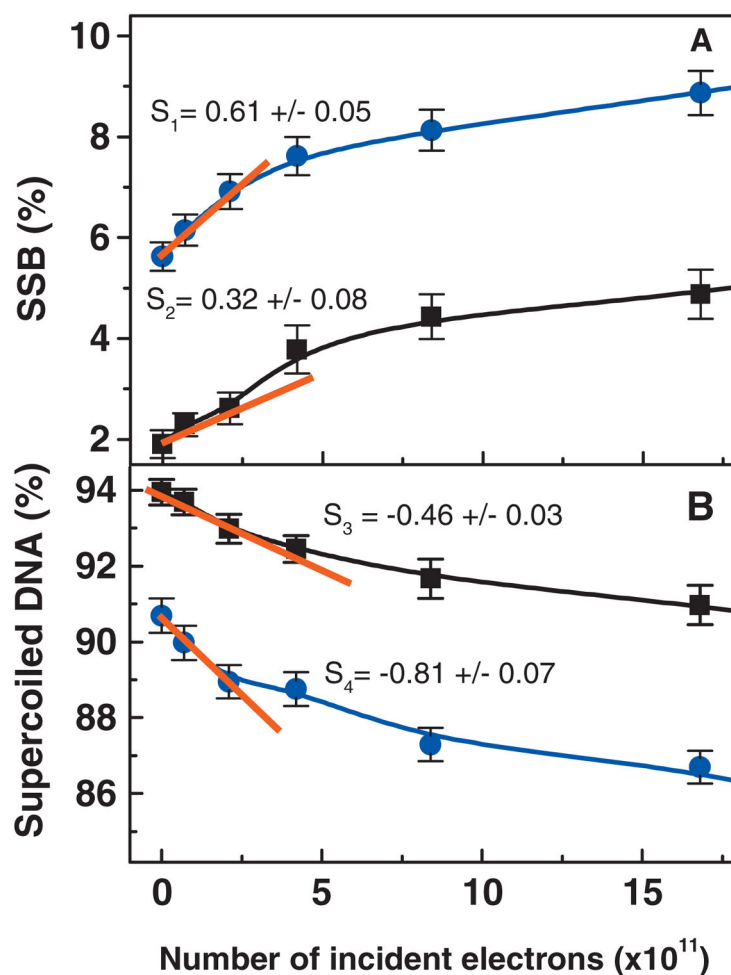 A
10
8
6
4
2
SSB (%)
S₁= 0.61 +/- 0.05
S₂= 0.32 +/- 0.08
B
94
92
90
88
86
Supercoiled DNA (%)
S₃ = -0.46 +/- 0.03
S₄= -0.81 +/- 0.07
0 5 10 15
Number of incident electrons (x10¹¹)